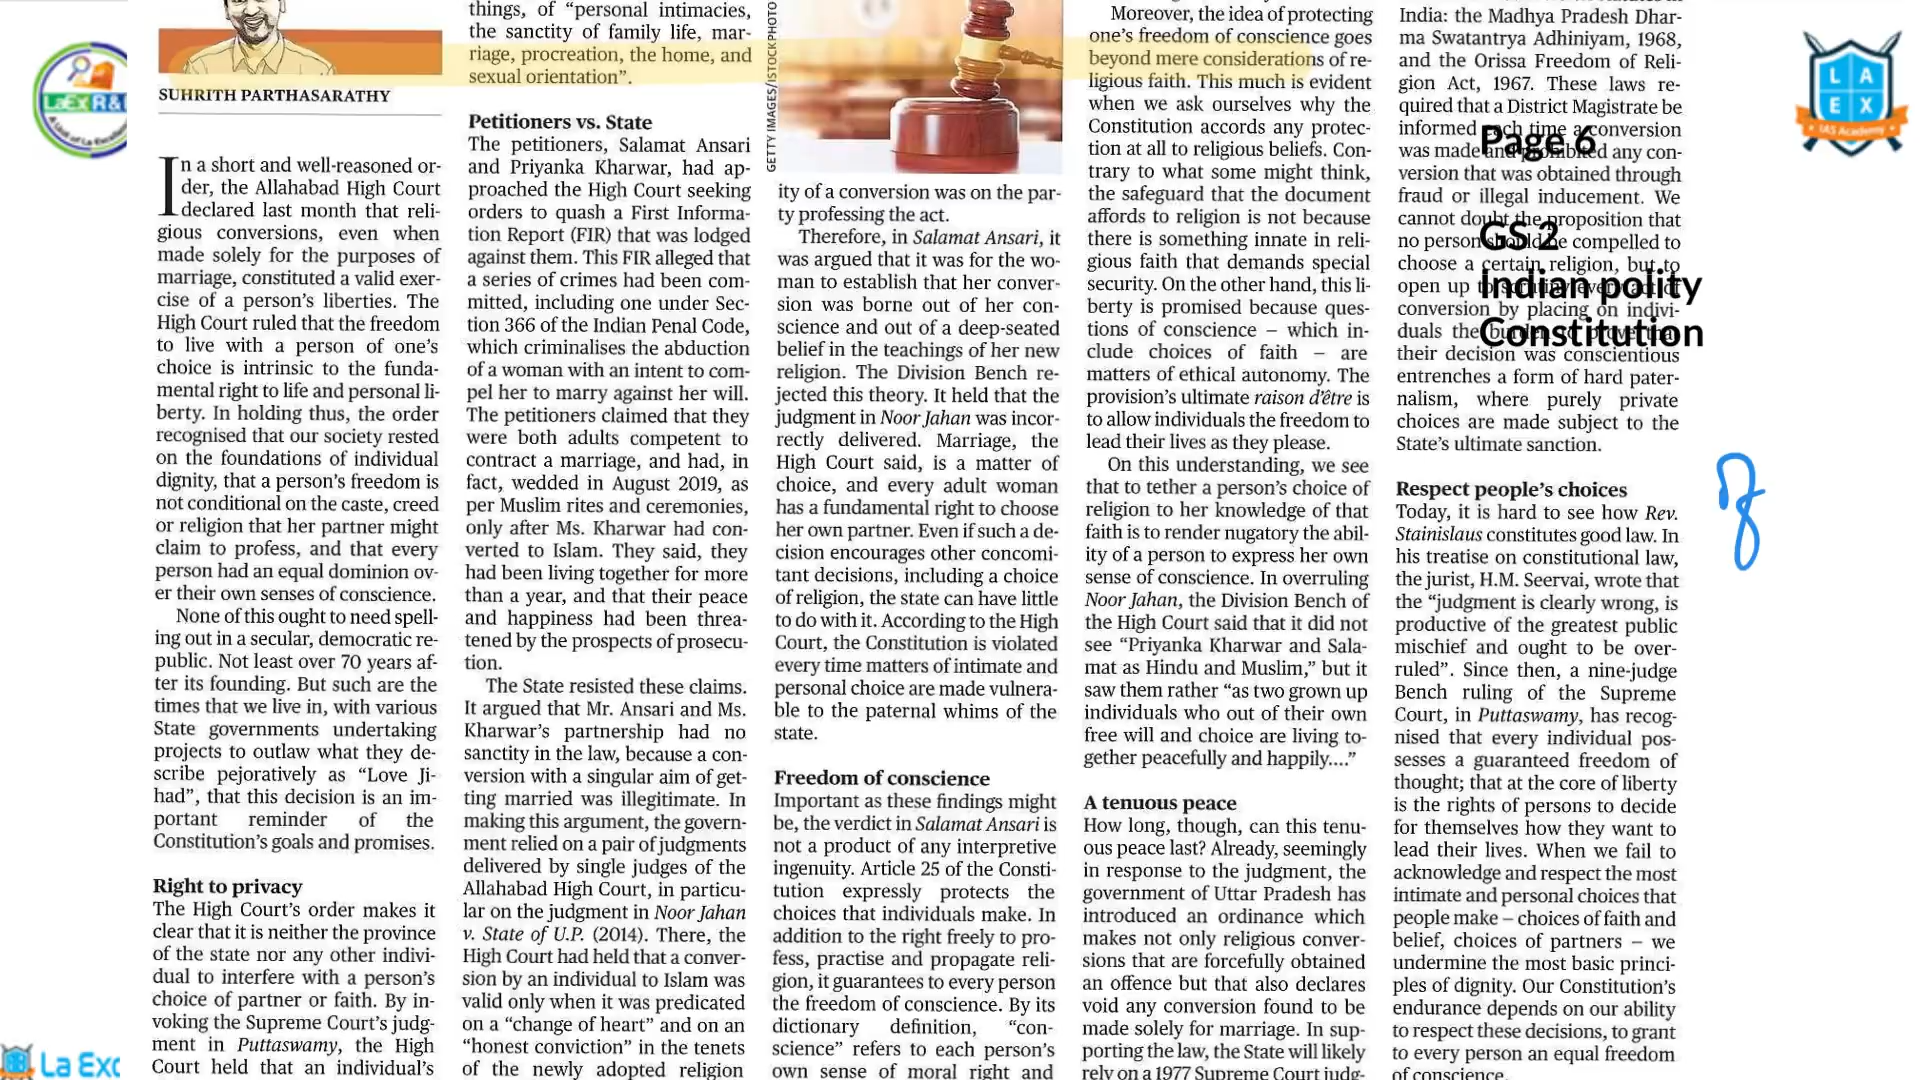 SUHRITH PARTHASARATHY
In a short and well-reasoned or-
der, the Allahabad High Court
declared last month that reli-
gious conversions, even when
made solely for the purposes of
marriage, constituted a valid exer-
cise of a person’s liberties. The
High Court ruled that the freedom
to live with a person of one’s
choice is intrinsic to the funda-
mental right to life and personal li-
berty. In holding thus, the order
recognised that our society rested
on the foundations of individual
dignity, that a person’s freedom is
not conditional on the caste, creed
or religion that her partner might
claim to profess, and that every
person had an equal dominion ov-
er their own senses of conscience.
None of this ought to need spell-
ing out in a secular, democratic re-
public. Not least over 70 years af-
ter its founding. But such are the
times that we live in, with various
State governments undertaking
projects to outlaw what they de-
scribe pejoratively as “Love Ji-
had”, that this decision is an im-
portant reminder of the
Constitution’s goals and promises.
Right to privacy
The High Court’s order makes it
clear that it is neither the province
of the state nor any other indivi-
dual to interfere with a person’s
choice of partner or faith. By in-
voking the Supreme Court’s judg-
ment in Puttaswamy, the High
Court held that an individual’s
things, of “personal intimacies,
the sanctity of family life, mar-
riage, procreation, the home, and
sexual orientation”.
Petitioners vs. State
The petitioners, Salamat Ansari
and Priyanka Kharwar, had ap-
proached the High Court seeking
orders to quash a First Informa-
tion Report (FIR) that was lodged
against them. This FIR alleged that
a series of crimes had been com-
mitted, including one under Sec-
tion 366 of the Indian Penal Code,
which criminalises the abduction
of a woman with an intent to com-
pel her to marry against her will.
The petitioners claimed that they
were both adults competent to
contract a marriage, and had, in
fact, wedded in August 2019, as
per Muslim rites and ceremonies,
only after Ms. Kharwar had con-
verted to Islam. They said, they
had been living together for more
than a year, and that their peace
and happiness had been threa-
tened by the prospects of prosecu-
tion.
The State resisted these claims.
It argued that Mr. Ansari and Ms.
Kharwar’s partnership had no
sanctity in the law, because a con-
version with a singular aim of get-
ting married was illegitimate. In
making this argument, the govern-
ment relied on a pair of judgments
delivered by single judges of the
Allahabad High Court, in particu-
lar on the judgment in Noor Jahan
v. State of U.P. (2014). There, the
High Court had held that a conver-
sion by an individual to Islam was
valid only when it was predicated
on a “change of heart” and on an
“honest conviction” in the tenets
of the newly adopted religion
GETTY IMAGES/ISTOCKPHOTO
ity of a conversion was on the par-
ty professing the act.
Therefore, in Salamat Ansari, it
was argued that it was for the wo-
man to establish that her conver-
sion was borne out of her con-
science and out of a deep-seated
belief in the teachings of her new
religion. The Division Bench re-
jected this theory. It held that the
judgment in Noor Jahan was incor-
rectly delivered. Marriage, the
High Court said, is a matter of
choice, and every adult woman
has a fundamental right to choose
her own partner. Even if such a de-
cision encourages other concomi-
tant decisions, including a choice
of religion, the state can have little
to do with it. According to the High
Court, the Constitution is violated
every time matters of intimate and
personal choice are made vulnera-
ble to the paternal whims of the
state.
Freedom of conscience
Important as these findings might
be, the verdict in Salamat Ansari is
not a product of any interpretive
ingenuity. Article 25 of the Consti-
tution expressly protects the
choices that individuals make. In
addition to the right freely to pro-
fess, practise and propagate reli-
gion, it guarantees to every person
the freedom of conscience. By its
dictionary definition, “con-
science” refers to each person’s
own sense of moral right and
Moreover, the idea of protecting
one’s freedom of conscience goes
beyond mere considerations of re-
ligious faith. This much is evident
when we ask ourselves why the
Constitution accords any protec-
tion at all to religious beliefs. Con-
trary to what some might think,
the safeguard that the document
affords to religion is not because
there is something innate in reli-
gious faith that demands special
security. On the other hand, this li-
berty is promised because ques-
tions of conscience – which in-
clude choices of faith – are
matters of ethical autonomy. The
provision’s ultimate raison d’être is
to allow individuals the freedom to
lead their lives as they please.
On this understanding, we see
that to tether a person’s choice of
religion to her knowledge of that
faith is to render nugatory the abil-
ity of a person to express her own
sense of conscience. In overruling
Noor Jahan, the Division Bench of
the High Court said that it did not
see “Priyanka Kharwar and Sala-
mat as Hindu and Muslim,” but it
saw them rather “as two grown up
individuals who out of their own
free will and choice are living to-
gether peacefully and happily....”
A tenuous peace
How long, though, can this tenu-
ous peace last? Already, seemingly
in response to the judgment, the
government of Uttar Pradesh has
introduced an ordinance which
makes not only religious conver-
sions that are forcefully obtained
an offence but that also declares
void any conversion found to be
made solely for marriage. In sup-
porting the law, the State will likely
rely on a 1977 Supreme Court judg-
India: the Madhya Pradesh Dhar-
ma Swatantrya Adhiniyam, 1968,
and the Orissa Freedom of Reli-
gion Act, 1967. These laws re-
quired that a District Magistrate be
informed each time a conversion
was made and prohibited any con-
version that was obtained through
fraud or illegal inducement. We
cannot doubt the proposition that
no person should be compelled to
choose a certain religion, but to
open up to scrutiny every act of
conversion by placing on indivi-
duals the burden to prove that
their decision was conscientious
entrenches a form of hard pater-
nalism, where purely private
choices are made subject to the
State’s ultimate sanction.
Respect people’s choices
Today, it is hard to see how Rev.
Stainislaus constitutes good law. In
his treatise on constitutional law,
the jurist, H.M. Seervai, wrote that
the “judgment is clearly wrong, is
productive of the greatest public
mischief and ought to be over-
ruled”. Since then, a nine-judge
Bench ruling of the Supreme
Court, in Puttaswamy, has recog-
nised that every individual pos-
sesses a guaranteed freedom of
thought; that at the core of liberty
is the rights of persons to decide
for themselves how they want to
lead their lives. When we fail to
acknowledge and respect the most
intimate and personal choices that
people make – choices of faith and
belief, choices of partners – we
undermine the most basic princi-
ples of dignity. Our Constitution’s
endurance depends on our ability
to respect these decisions, to grant
to every person an equal freedom
of conscience.
Page 6
GS 2
Indian polity
Constitution
LaEx R&
L A
E X
IAS Academy
La Exc